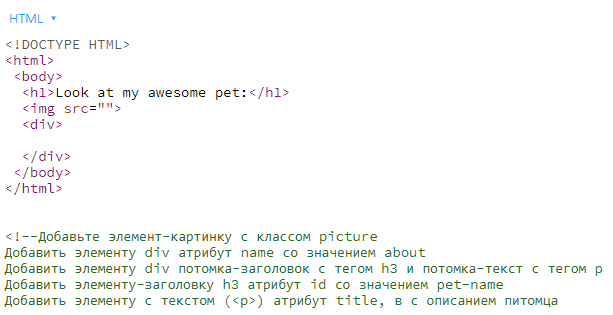 HTML ▾
<!DOCTYPE HTML>
<html>
<body>
<h1>Look at my awesome pet:</h1>
<img src="">
<div>
</div>
</body>
</html>
<!--Добавьте элемент-картинку с классом picture
Добавить элементу div атрибут name со значением about
Добавить элементу div потомка-заголовок с тегом h3 и потомка-текст с тегом p
Добавить элементу-заголовку h3 атрибут id со значением pet-name
Добавить элементу с текстом (<p>) атрибут title, в с описанием питомца